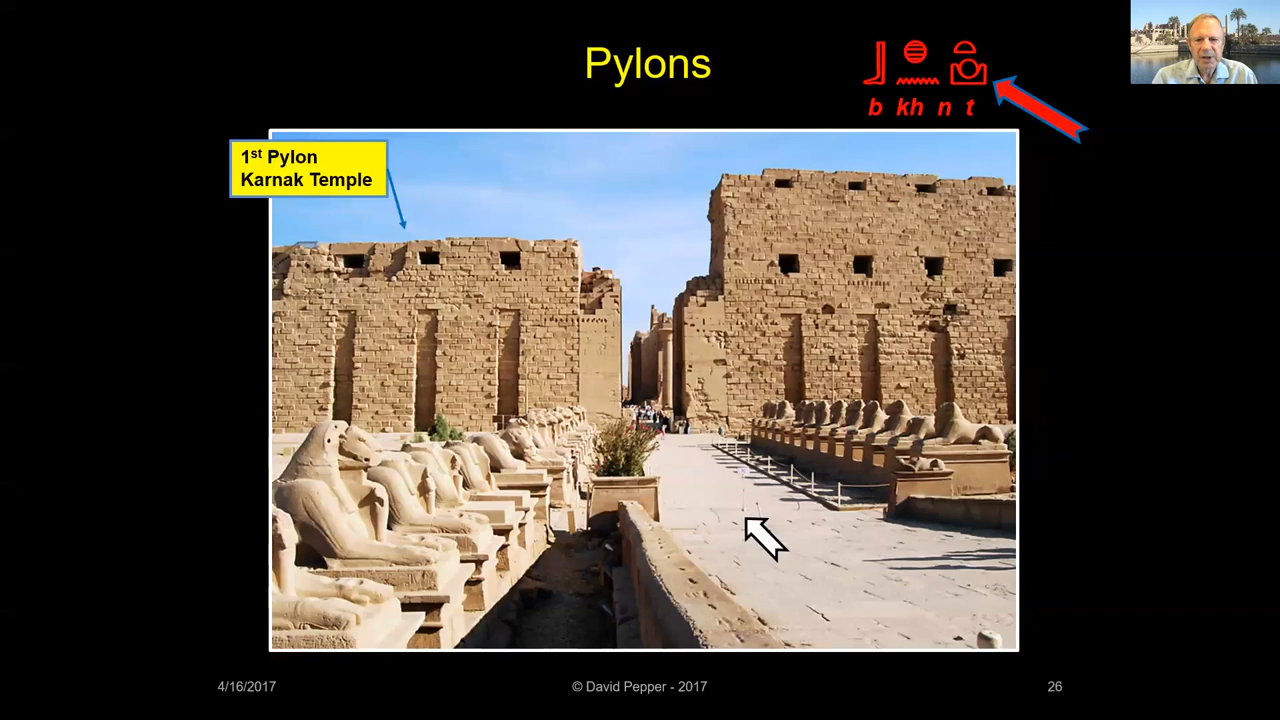 Pylons
b kh n t
1st Pylon
Karnak Temple
4/16/2017
© David Pepper - 2017
26